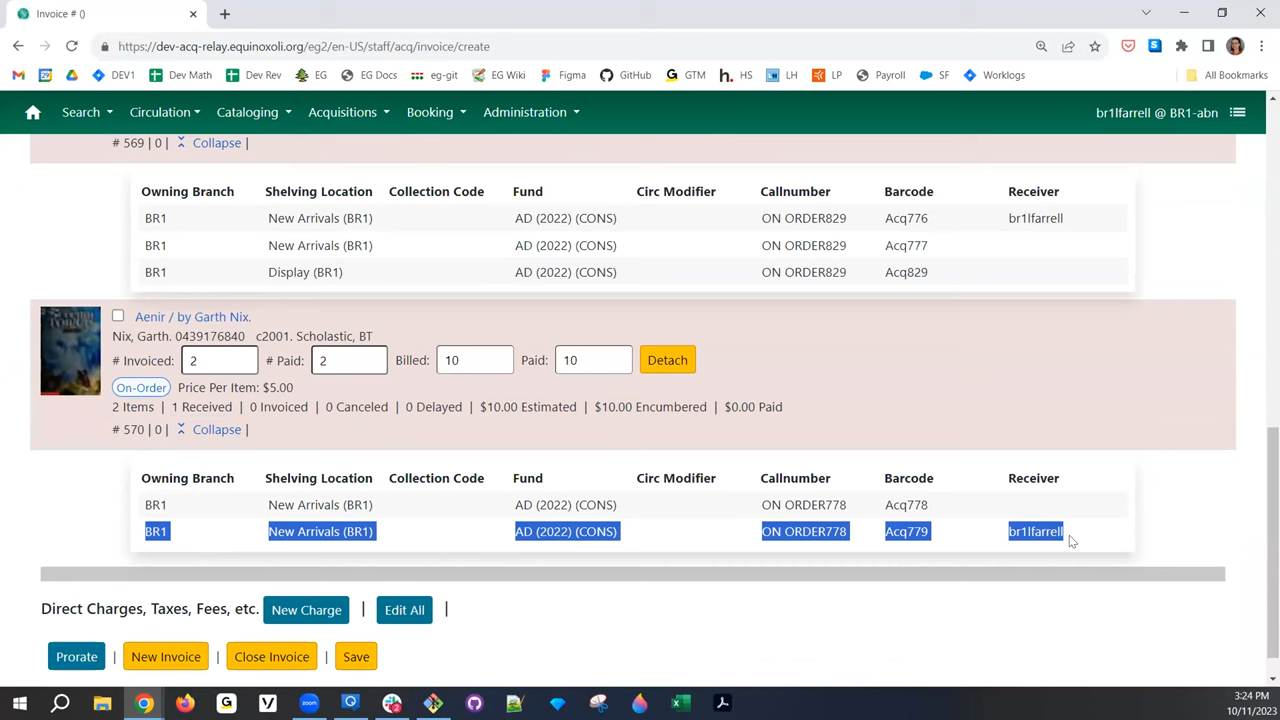 Invoice # ()
https://dev-acq-relay.equinoxoli.org/eg2/en-US/staff/acq/invoice/create
DEV1 Dev Math Dev Rev EG EG Docs eg-git EG Wiki Figma GitHub GTM HS LH LP Payroll SF Worklogs All Bookmarks
Search Circulation Cataloging Acquisitions Booking Administration br1lfarrell @ BR1-abn
# 569 | 0 | Collapse |
Owning Branch Shelving Location Collection Code Fund Circ Modifier Callnumber Barcode Receiver
BR1 New Arrivals (BR1) AD (2022) (CONS) ON ORDER829 Acq776 br1lfarrell
BR1 New Arrivals (BR1) AD (2022) (CONS) ON ORDER829 Acq777
BR1 Display (BR1) AD (2022) (CONS) ON ORDER829 Acq829
Aenir / by Garth Nix.
Nix, Garth. 0439176840 c2001. Scholastic, BT
# Invoiced: 2 # Paid: 2 Billed: 10 Paid: 10 Detach
On-Order Price Per Item: $5.00
2 Items | 1 Received | 0 Invoiced | 0 Canceled | 0 Delayed | $10.00 Estimated | $10.00 Encumbered | $0.00 Paid
# 570 | 0 | Collapse |
Owning Branch Shelving Location Collection Code Fund Circ Modifier Callnumber Barcode Receiver
BR1 New Arrivals (BR1) AD (2022) (CONS) ON ORDER778 Acq778
BR1 New Arrivals (BR1) AD (2022) (CONS) ON ORDER778 Acq779 br1lfarrell
Direct Charges, Taxes, Fees, etc. New Charge | Edit All |
Prorate | New Invoice | Close Invoice | Save
3:24 PM
10/11/2023